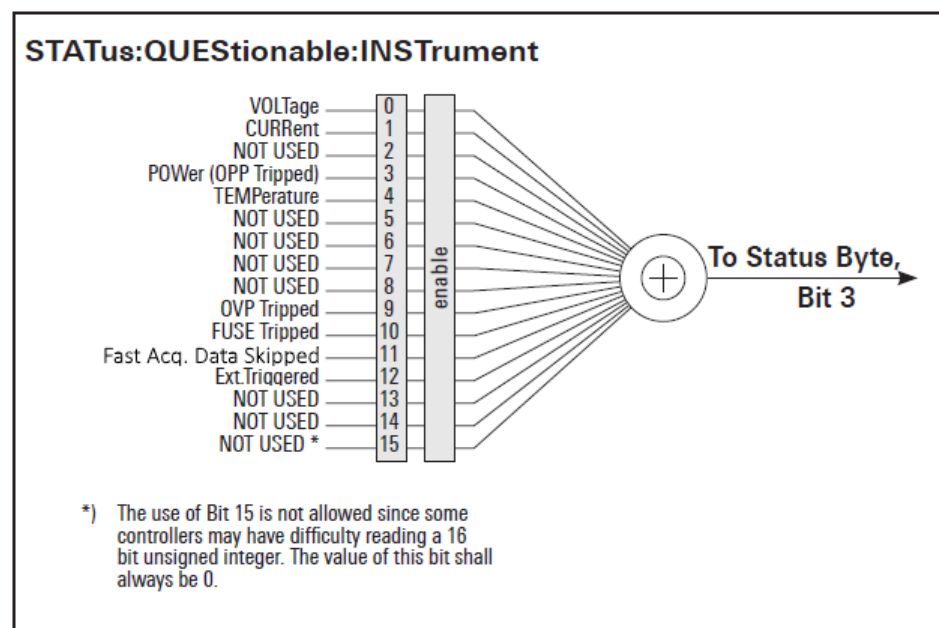 STATus:QUEStionable:INSTrument
VOLTage 0
CURRent 1
NOT USED 2
POWer (OPP Tripped) 3
TEMPerature 4
NOT USED 5
NOT USED 6
NOT USED 7
NOT USED 8
OVP Tripped 9
FUSE Tripped 10
Fast Acq. Data Skipped 11
Ext.Triggered 12
NOT USED 13
NOT USED 14
NOT USED * 15
enable
+
To Status Byte,
Bit 3
*) The use of Bit 15 is not allowed since some
controllers may have difficulty reading a 16
bit unsigned integer. The value of this bit shall
always be 0.